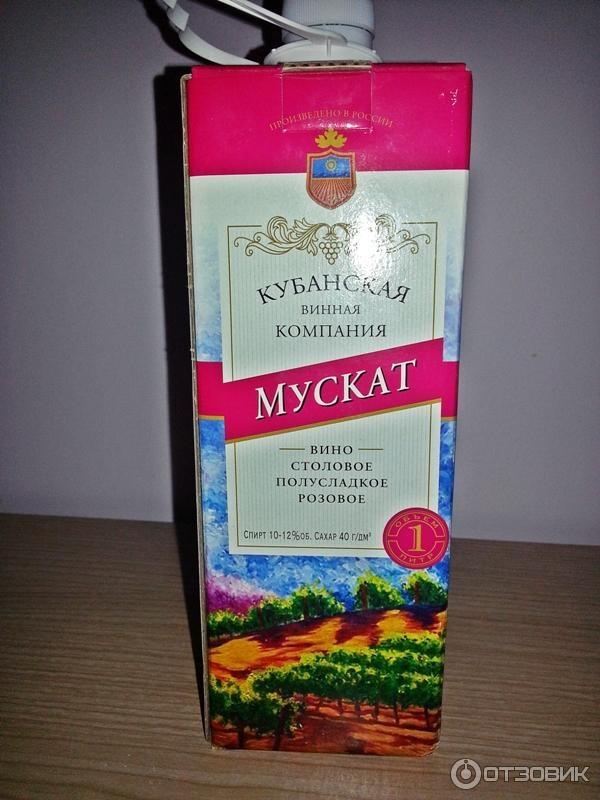 ПРОИЗВЕДЕНО В РОССИИ
КУБАНСКАЯ
ВИННАЯ
КОМПАНИЯ
МУСКАТ
ВИНО
СТОЛОВОЕ
ПОЛУСЛАДКОЕ
РОЗОВОЕ
СПИРТ 10-12%ОБ. САХАР 40 Г/ДМ³
ОБЪЕМ
1
ЛИТР
ОТЗОВИК